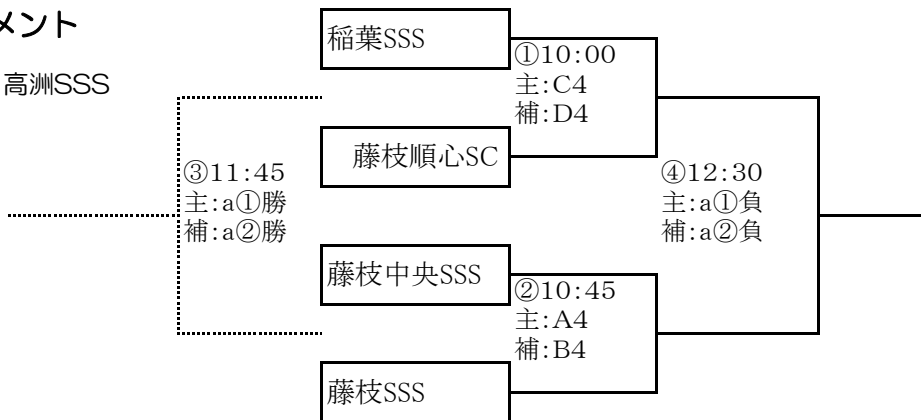 メント
高洲SSS
稲葉SSS
①10:00
主:C4
補:D4
藤枝順心SC
③11:45
主:a①勝
補:a②勝
④12:30
主:a①負
補:a②負
藤枝中央SSS
②10:45
主:A4
補:B4
藤枝SSS